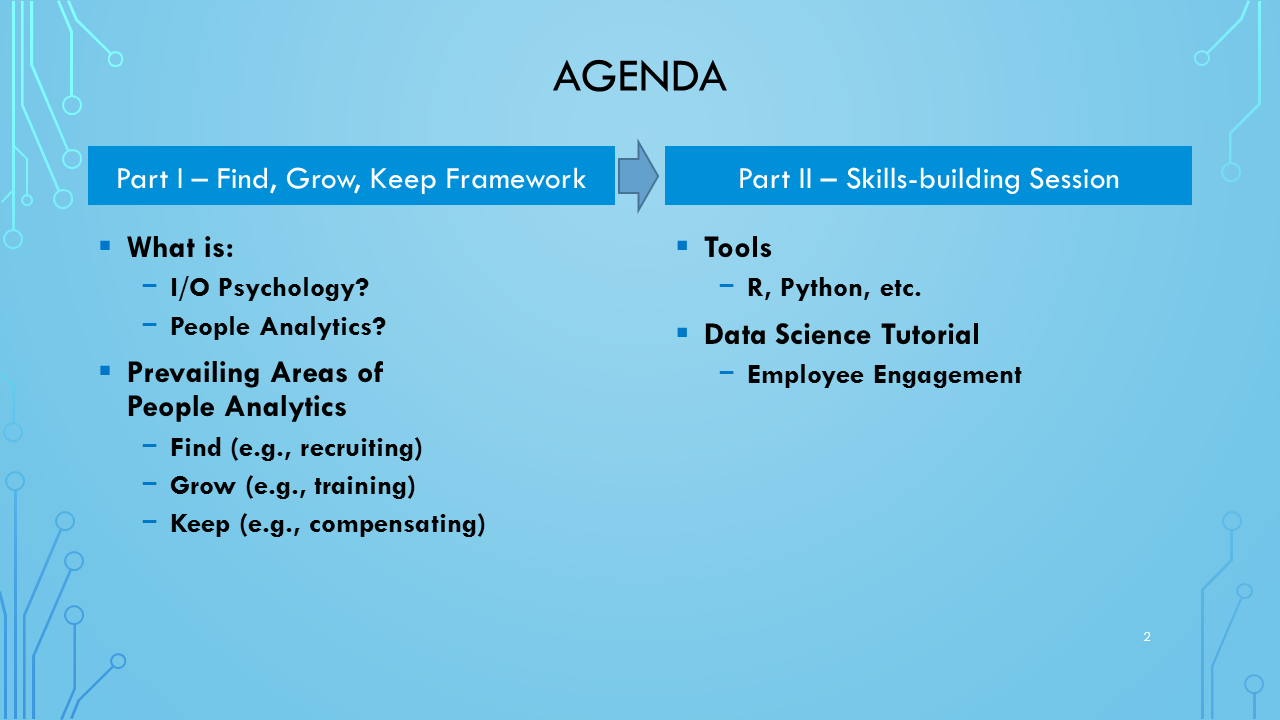 AGENDA
Part I – Find, Grow, Keep Framework
▪ What is:
– I/O Psychology?
– People Analytics?
▪ Prevailing Areas of
People Analytics
– Find (e.g., recruiting)
– Grow (e.g., training)
– Keep (e.g., compensating)
Part II – Skills-building Session
▪ Tools
– R, Python, etc.
▪ Data Science Tutorial
– Employee Engagement
2